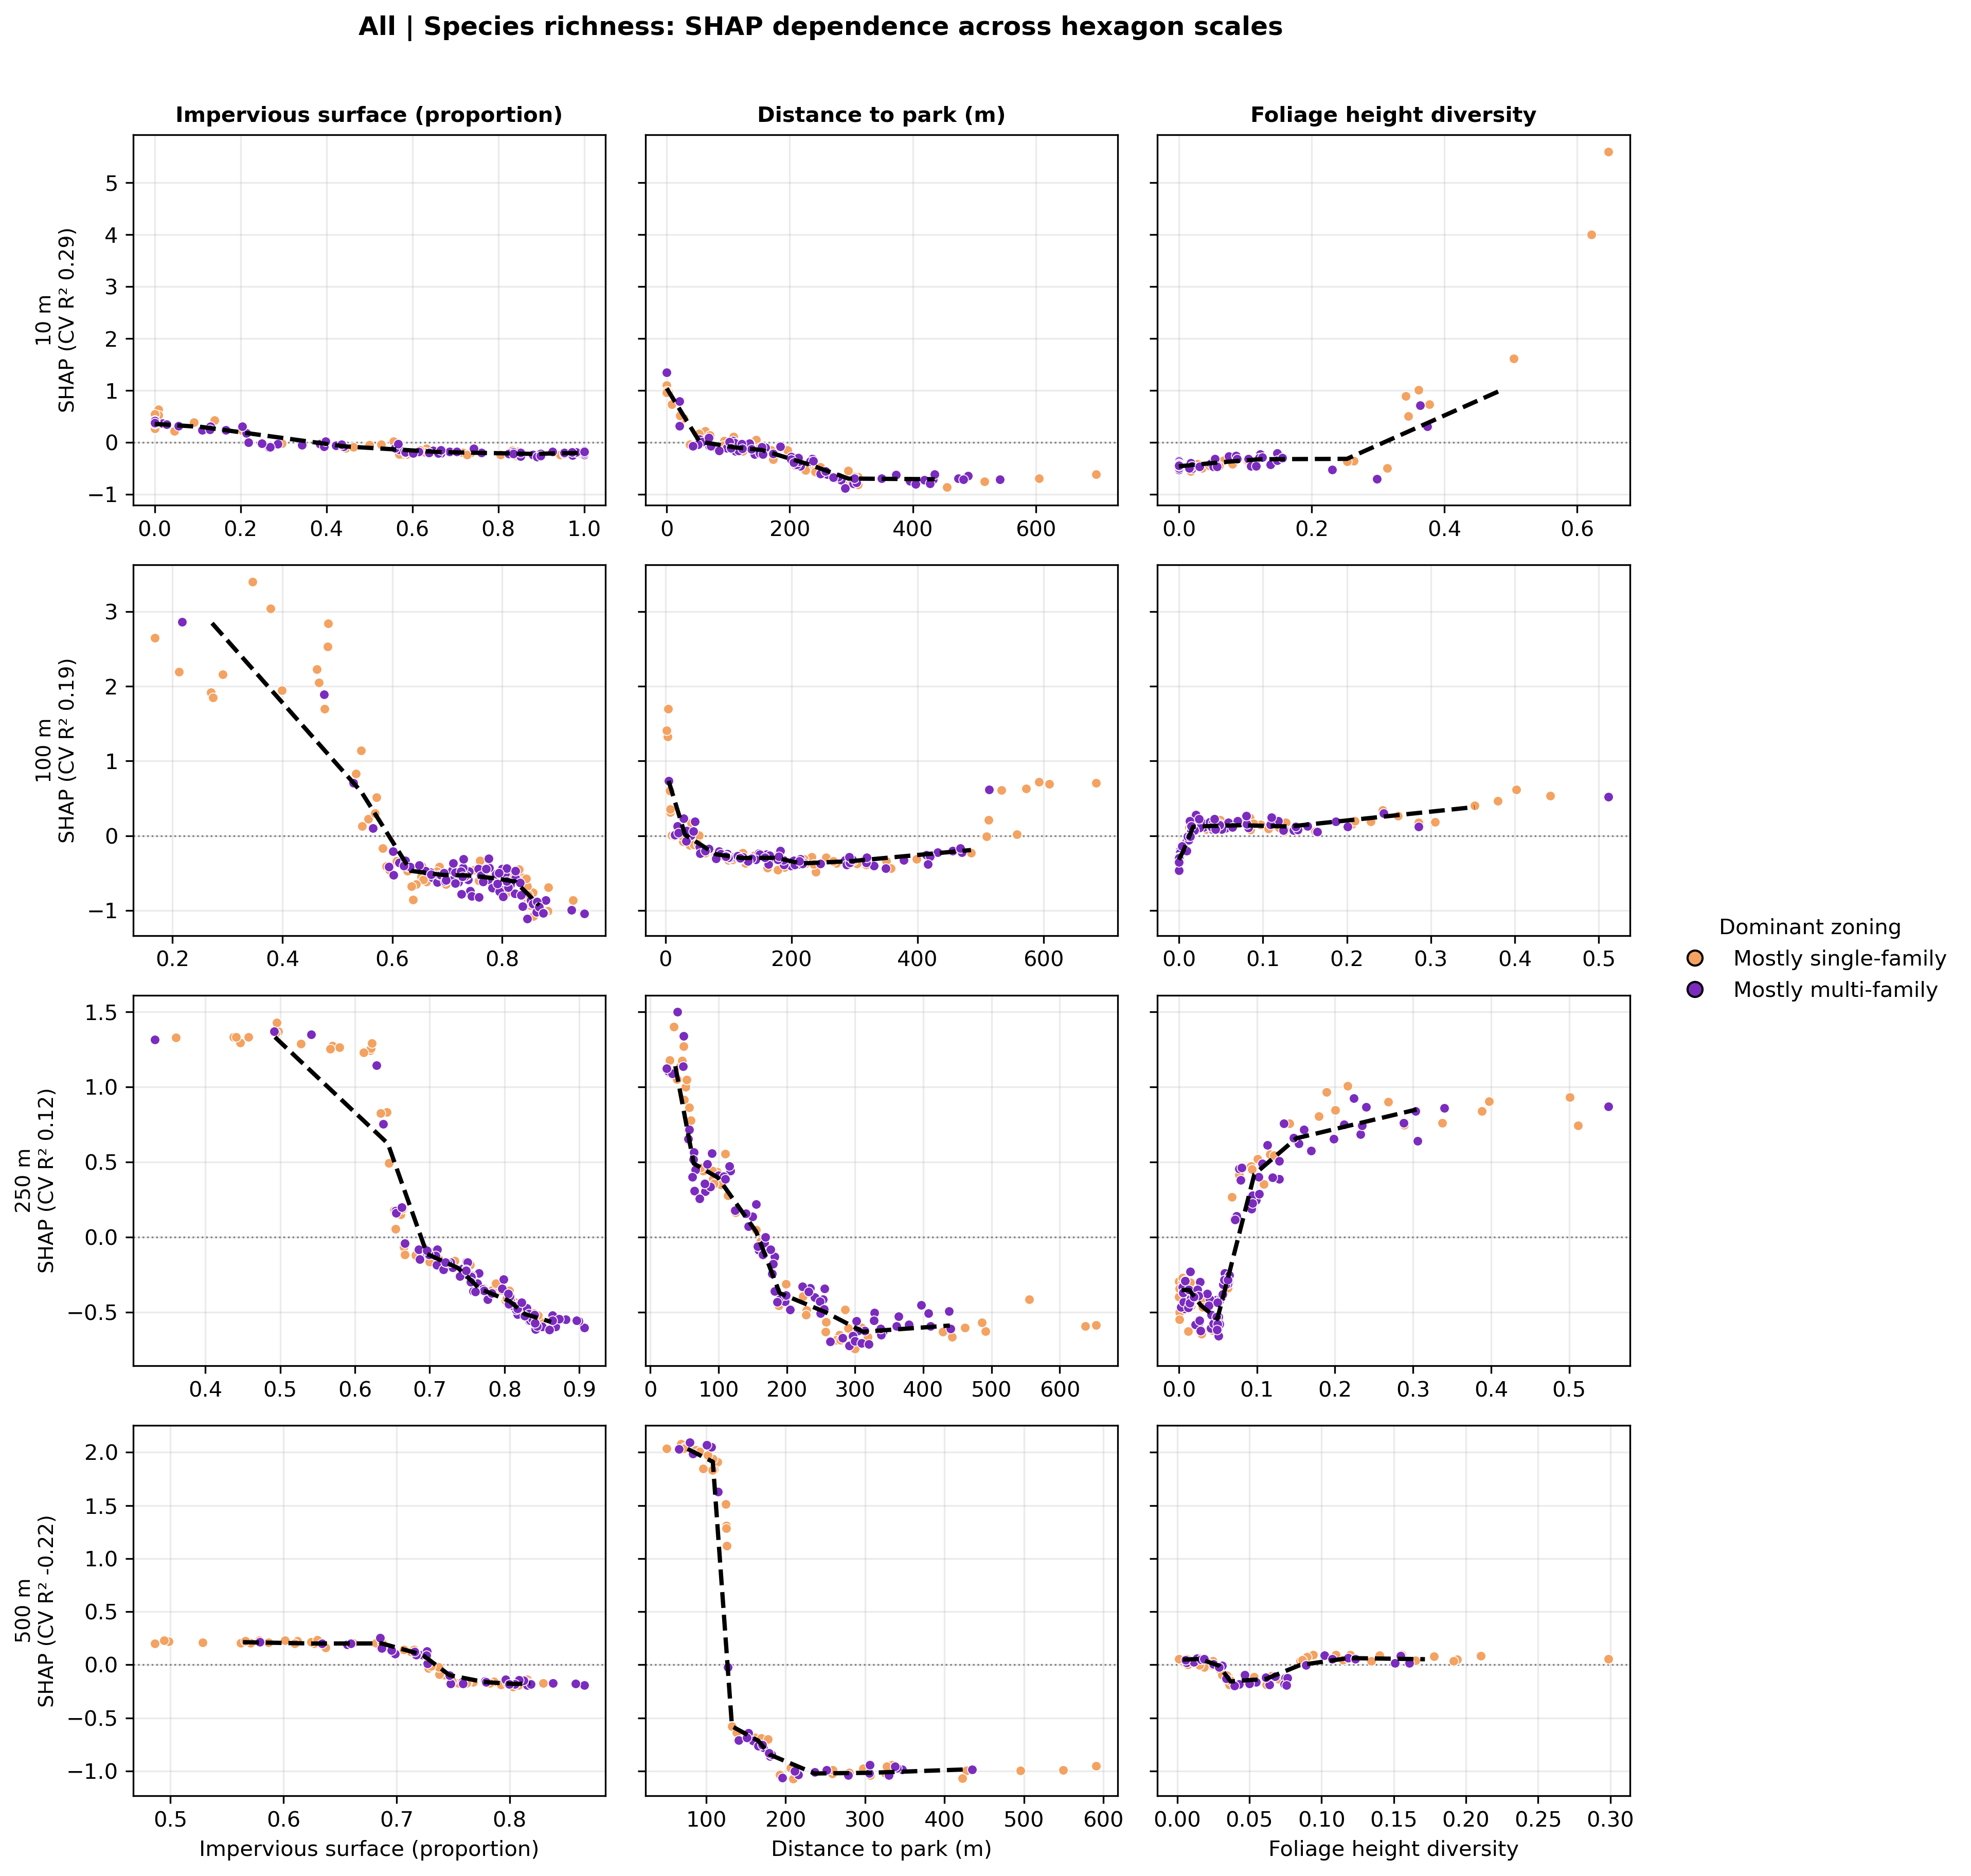 All | Species richness: SHAP dependence across hexagon scales
Impervious surface (proportion)
Distance to park (m)
Foliage height diversity
10 m
SHAP (CV R² 0.29)
5
4
3
2
1
0
−1
0.0 0.2 0.4 0.6 0.8 1.0
0 200 400 600
0.0 0.2 0.4 0.6
100 m
SHAP (CV R² 0.19)
3
2
1
0
−1
0.2 0.4 0.6 0.8
0 200 400 600
0.0 0.1 0.2 0.3 0.4 0.5
Dominant zoning
Mostly single-family
Mostly multi-family
250 m
SHAP (CV R² 0.12)
1.5
1.0
0.5
0.0
−0.5
0.4 0.5 0.6 0.7 0.8 0.9
0 100 200 300 400 500 600
0.0 0.1 0.2 0.3 0.4 0.5
500 m
SHAP (CV R² -0.22)
2.0
1.5
1.0
0.5
0.0
−0.5
−1.0
0.5 0.6 0.7 0.8
100 200 300 400 500 600
0.00 0.05 0.10 0.15 0.20 0.25 0.30
Impervious surface (proportion)
Distance to park (m)
Foliage height diversity